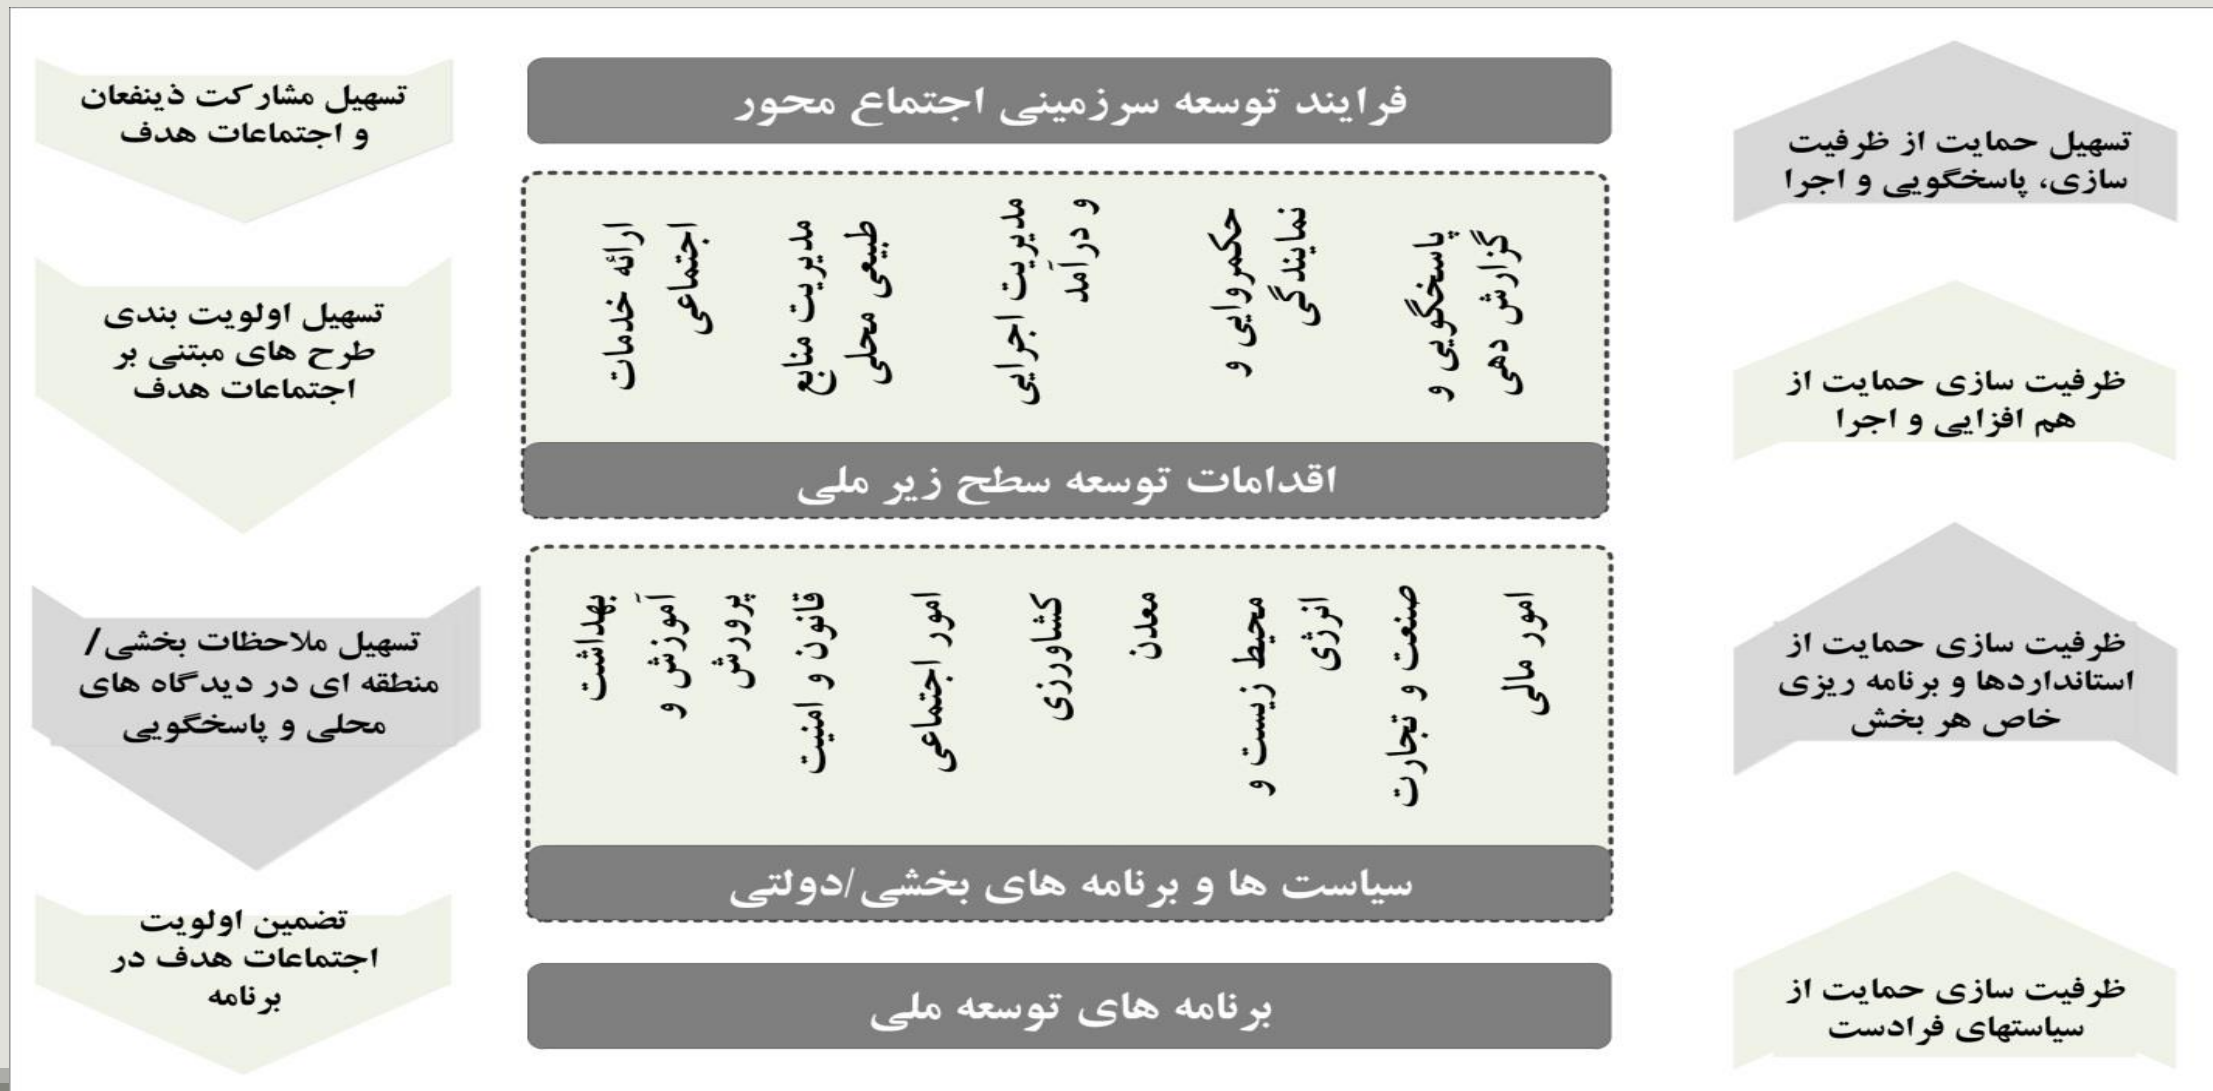 فرایند توسعه سرزمینی اجتماع محور
تسهیل حمایت از ظرفیت
سازی، پاسخگویی و اجرا
ظرفیت سازی حمایت از
هم افزایی و اجرا
ظرفیت سازی حمایت از
استانداردها و برنامه ریزی
خاص هر بخش
ظرفیت سازی حمایت از
سیاستهای فرادست
ارائه خدمات
اجتماعی
مدیریت منابع
طبیعی محلی
مدیریت اجرایی
و درآمد
حکمروایی و
نمایندگی
پاسخگویی و
گزارش دهی
اقدامات توسعه سطح زیر ملی
بهداشت
آموزش و
پرورش
قانون و امنیت
امور اجتماعی
کشاورزی
معدن
محیط زیست و
انرژی
صنعت و تجارت
امور مالی
سیاست ها و برنامه های بخشی/دولتی
برنامه های توسعه ملی
تسهیل مشارکت ذینفعان
و اجتماعات هدف
تسهیل اولویت بندی
طرح های مبتنی بر
اجتماعات هدف
تسهیل ملاحظات بخشی/
منطقه ای در دیدگاه های
محلی و پاسخگویی
تضمین اولویت
اجتماعات هدف در
برنامه